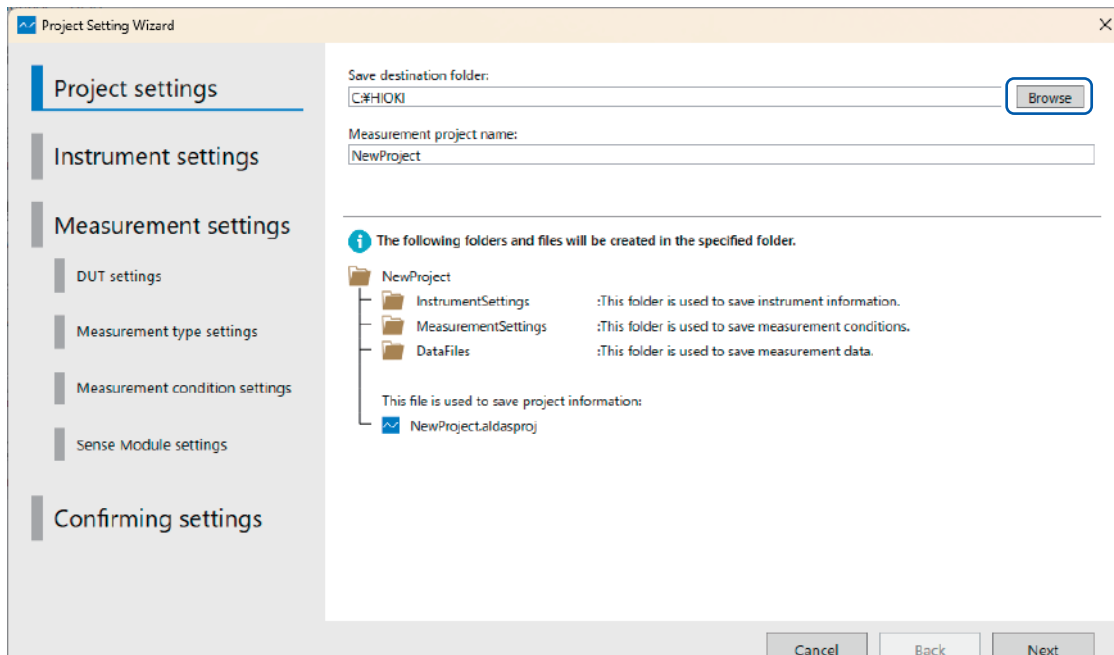 Project Setting Wizard
Project settings
Instrument settings
Measurement settings
DUT settings
Measurement type settings
Measurement condition settings
Sense Module settings
Confirming settings
Save destination folder:
C:¥HIOKI
Browse
Measurement project name:
NewProject
The following folders and files will be created in the specified folder.
NewProject
InstrumentSettings :This folder is used to save instrument information.
MeasurementSettings :This folder is used to save measurement conditions.
DataFiles :This folder is used to save measurement data.
This file is used to save project information:
NewProject.aldasproj
Cancel Back Next